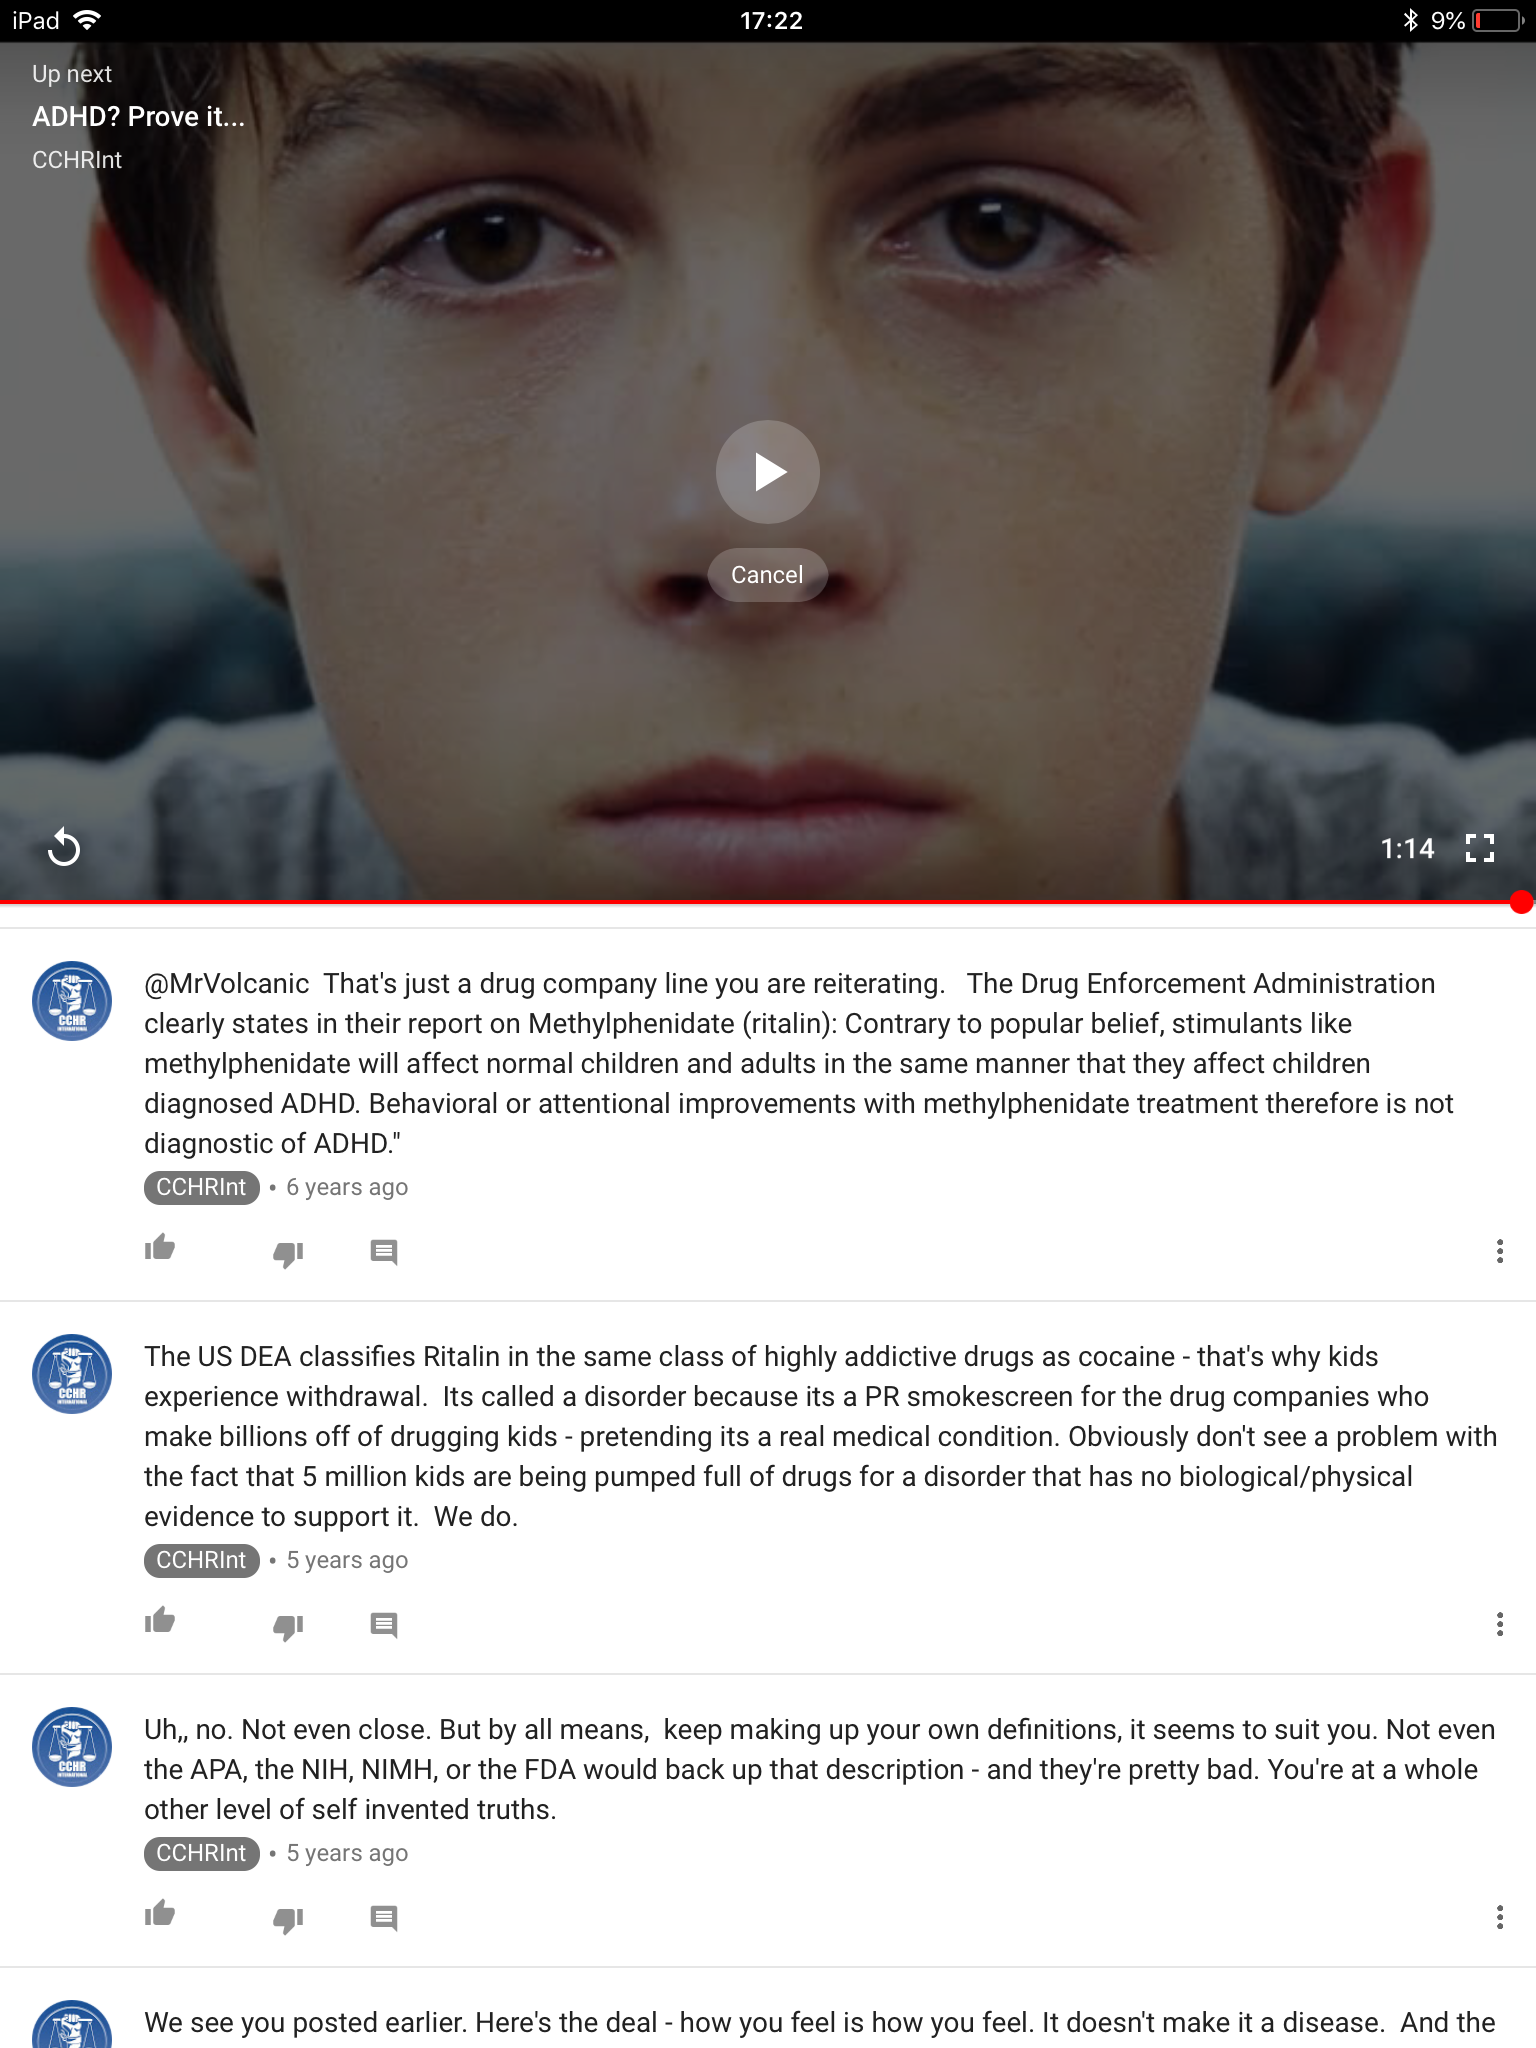 iPad 17:22 9%
Up next
ADHD? Prove it...
CCHRInt
Cancel
1:14
@MrVolcanic  That's just a drug company line you are reiterating.   The Drug Enforcement Administration
clearly states in their report on Methylphenidate (ritalin): Contrary to popular belief, stimulants like
methylphenidate will affect normal children and adults in the same manner that they affect children
diagnosed ADHD. Behavioral or attentional improvements with methylphenidate treatment therefore is not
diagnostic of ADHD."
CCHR
INTERNATIONAL
CCHRInt • 6 years ago
The US DEA classifies Ritalin in the same class of highly addictive drugs as cocaine - that's why kids
experience withdrawal.  Its called a disorder because its a PR smokescreen for the drug companies who
make billions off of drugging kids - pretending its a real medical condition. Obviously don't see a problem with
the fact that 5 million kids are being pumped full of drugs for a disorder that has no biological/physical
evidence to support it.  We do.
CCHR
INTERNATIONAL
CCHRInt • 5 years ago
Uh,, no. Not even close. But by all means,  keep making up your own definitions, it seems to suit you. Not even
the APA, the NIH, NIMH, or the FDA would back up that description - and they're pretty bad. You're at a whole
other level of self invented truths.
CCHR
INTERNATIONAL
CCHRInt • 5 years ago
We see you posted earlier. Here's the deal - how you feel is how you feel. It doesn't make it a disease.  And the